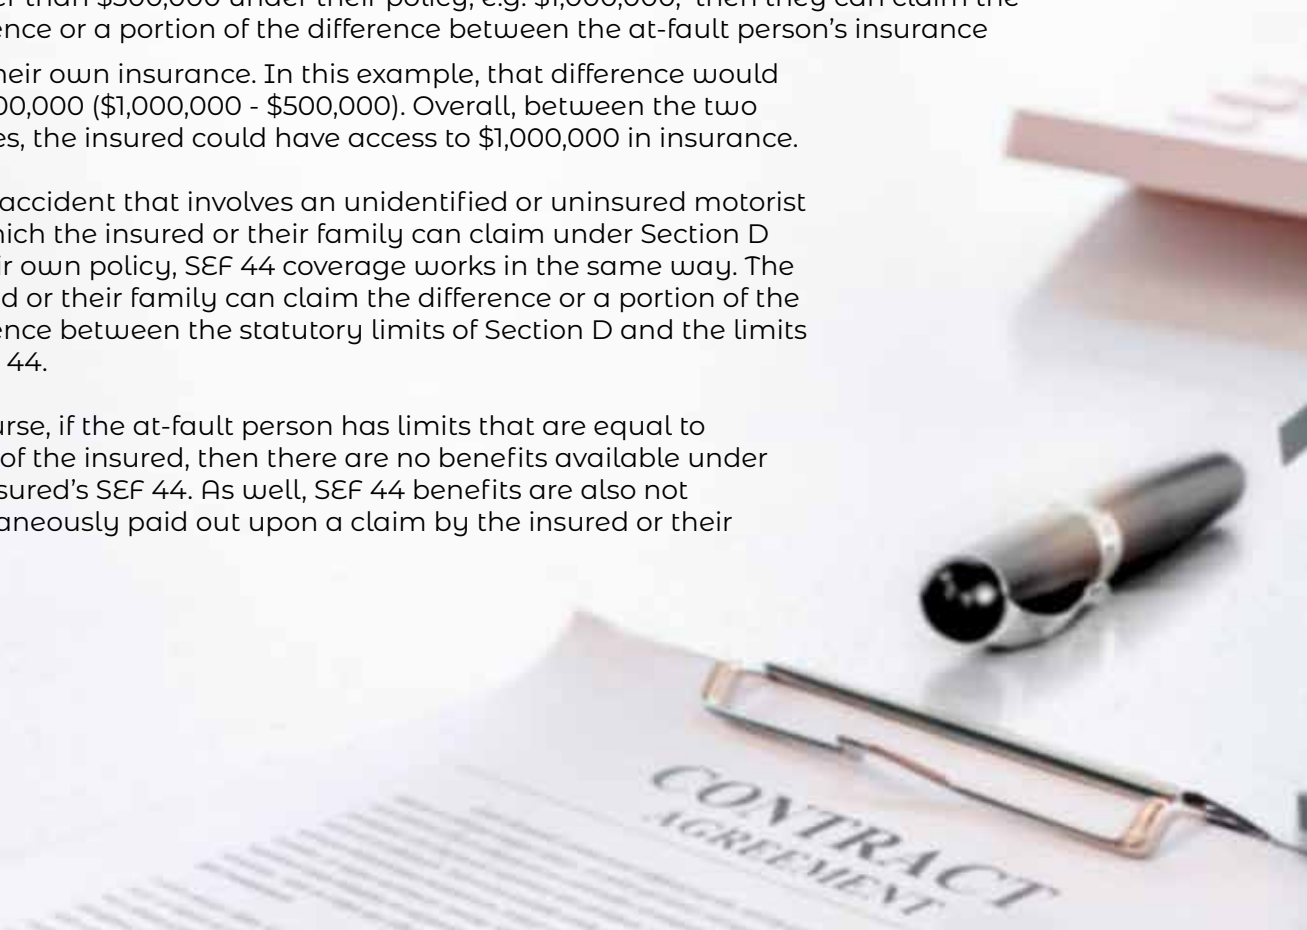 than $500,000 under their policy, e.g. $1,000,000, then they can claim the
ence or a portion of the difference between the at-fault person’s insurance
heir own insurance. In this example, that difference would
00,000 ($1,000,000 - $500,000). Overall, between the two
es, the insured could have access to $1,000,000 in insurance.
accident that involves an unidentified or uninsured motorist
hich the insured or their family can claim under Section D
ir own policy, SEF 44 coverage works in the same way. The
d or their family can claim the difference or a portion of the
ence between the statutory limits of Section D and the limits
44.
urse, if the at-fault person has limits that are equal to
of the insured, then there are no benefits available under
sured’s SEF 44. As well, SEF 44 benefits are also not
aneously paid out upon a claim by the insured or their
CONTRACT
AGREEMENT